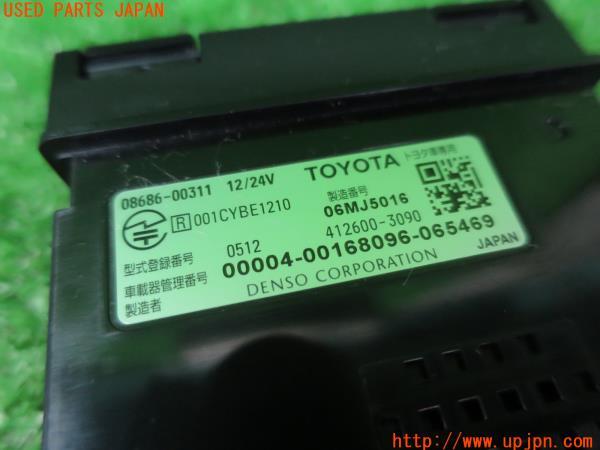 USED PARTS JAPAN
08686-00311 12/24V TOYOTA トヨタ車専用
R 001CYBE1210 製造番号 06MJ5016
412600-3090
型式登録番号 0512
車載器管理番号 00004-00168096-065469
製造者 DENSO CORPORATION JAPAN
http://www.upjpn.com/